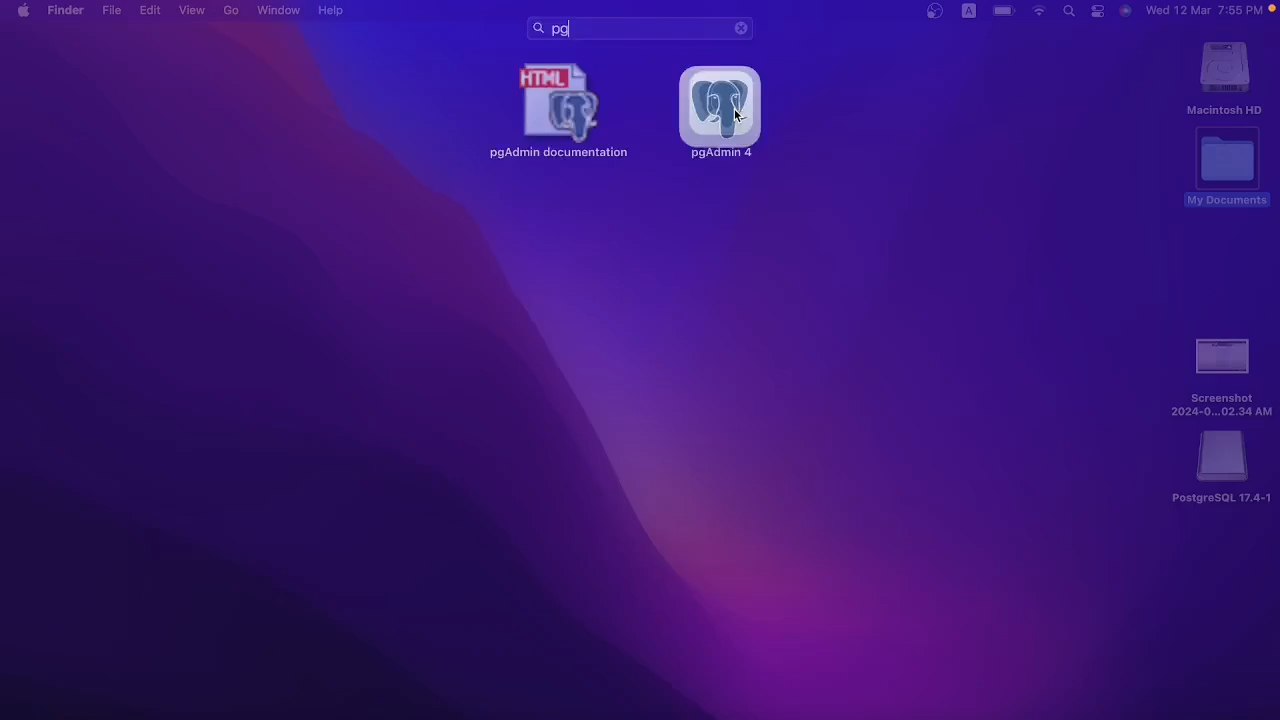 Finder File Edit View Go Window Help A Wed 12 Mar 7:55 PM
pg
HTML
pgAdmin documentation pgAdmin 4
Macintosh HD
My Documents
Screenshot
2024-0...02.34 AM
PostgreSQL 17.4-1